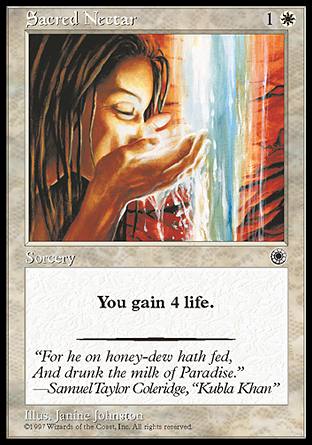 Sacred Nectar 1
Sorcery
You gain 4 life.
“For he on honey-dew hath fed,
And drunk the milk of Paradise.”
—Samuel Taylor Coleridge, “Kubla Khan”
Illus. Janine Johnston
©1997 Wizards of the Coast, Inc. All rights reserved.